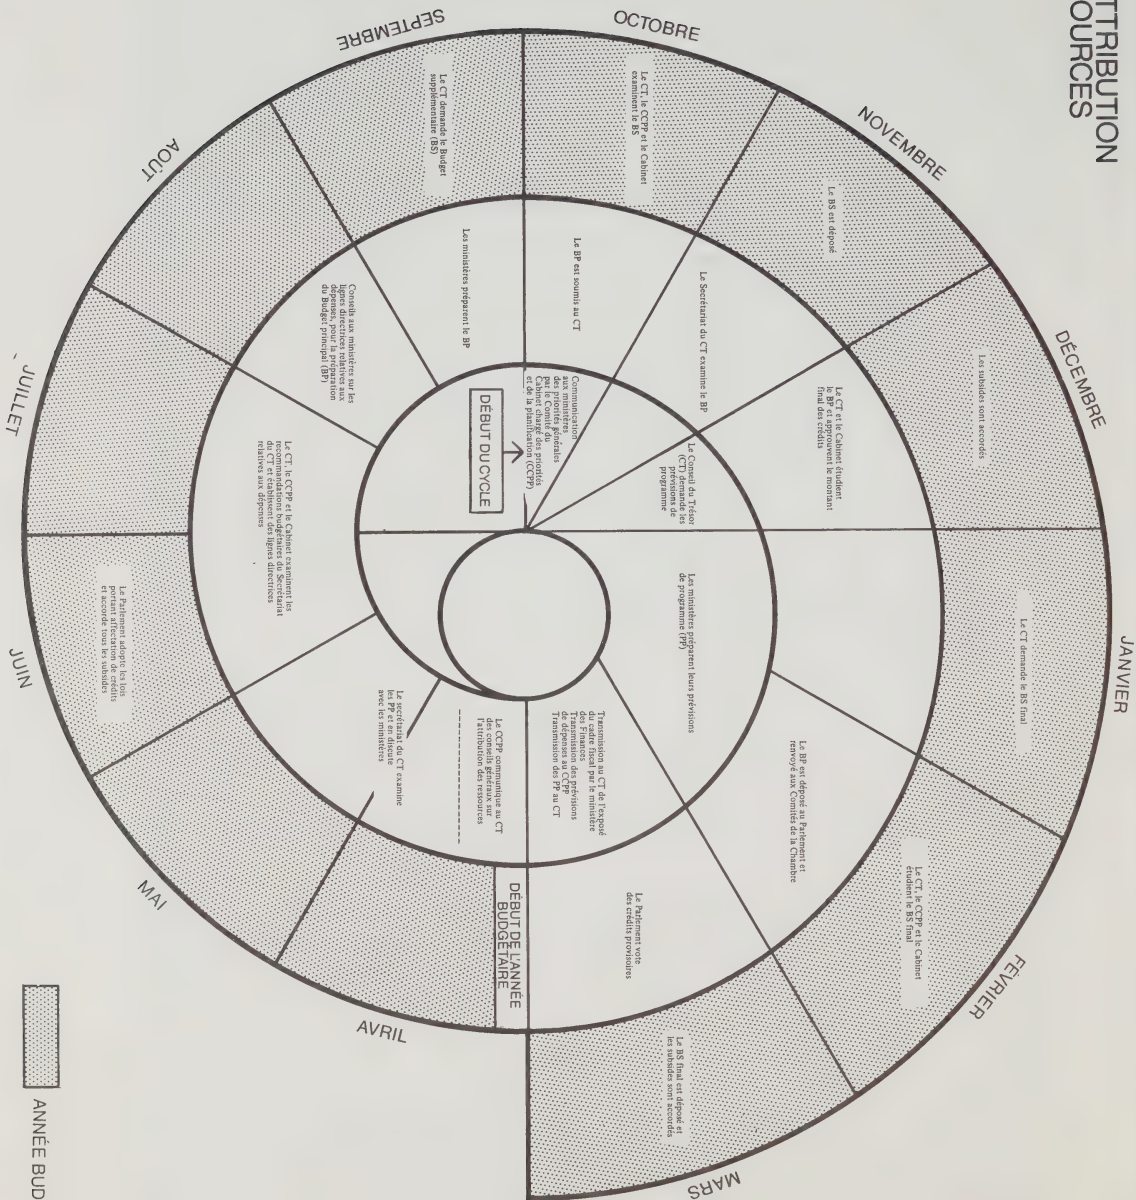 TTRIBUTION
OURCES
SEPTEMBRE
OCTOBRE
NOVEMBRE
DÉCEMBRE
JANVIER
FÉVRIER
MARS
AVRIL
MAI
JUIN
JUILLET
AOÛT
DÉBUT DU CYCLE
Communication
aux ministères
des priorités générales
par le Comité du
Cabinet chargé des priorités
et de la planification (CCPP)
Le Conseil du Trésor
(CT) demande les
prévisions de
programme
Les ministères préparent leurs prévisions
de programme (PP)
Transmission au CT de l'exposé
du cadre fiscal par le ministère
des Finances
Transmission des prévisions
de dépenses au CCPP
Transmission des PP au CT
Le CCPP communique au CT
des conseils généraux sur
l'attribution des ressources
Le secrétariat du CT examine
les PP et en discute
avec les ministères
Le CT, le CCPP et le Cabinet examinent les
recommandations budgétaires du Secrétariat
du CT et établissent des lignes directrices
relatives aux dépenses
Conseils aux ministères sur les
lignes directrices relatives aux
dépenses, pour la préparation
du Budget principal (BP)
Les ministères préparent le BP
Le BP est soumis au CT
Le Secrétariat du CT examine le BP
Le CT et le Cabinet étudient
le BP et approuvent le montant
final des crédits
Le BP est déposé au Parlement et
renvoyé aux Comités de la Chambre
Le Parlement vote
des crédits provisoires
DÉBUT DE L'ANNÉE
BUDGÉTAIRE
Le Parlement adopte les lois
portant affectation de crédits
et accorde tous les subsides
Le CT demande le Budget
supplémentaire (BS)
Le CT, le CCPP et le Cabinet
examinent le BS
Le BS est déposé
Les subsides sont accordés
Le CT demande le BS final
Le CT, le CCPP et le Cabinet
étudient le BS final
Le BS final est déposé et
les subsides sont accordés
ANNÉE BUD